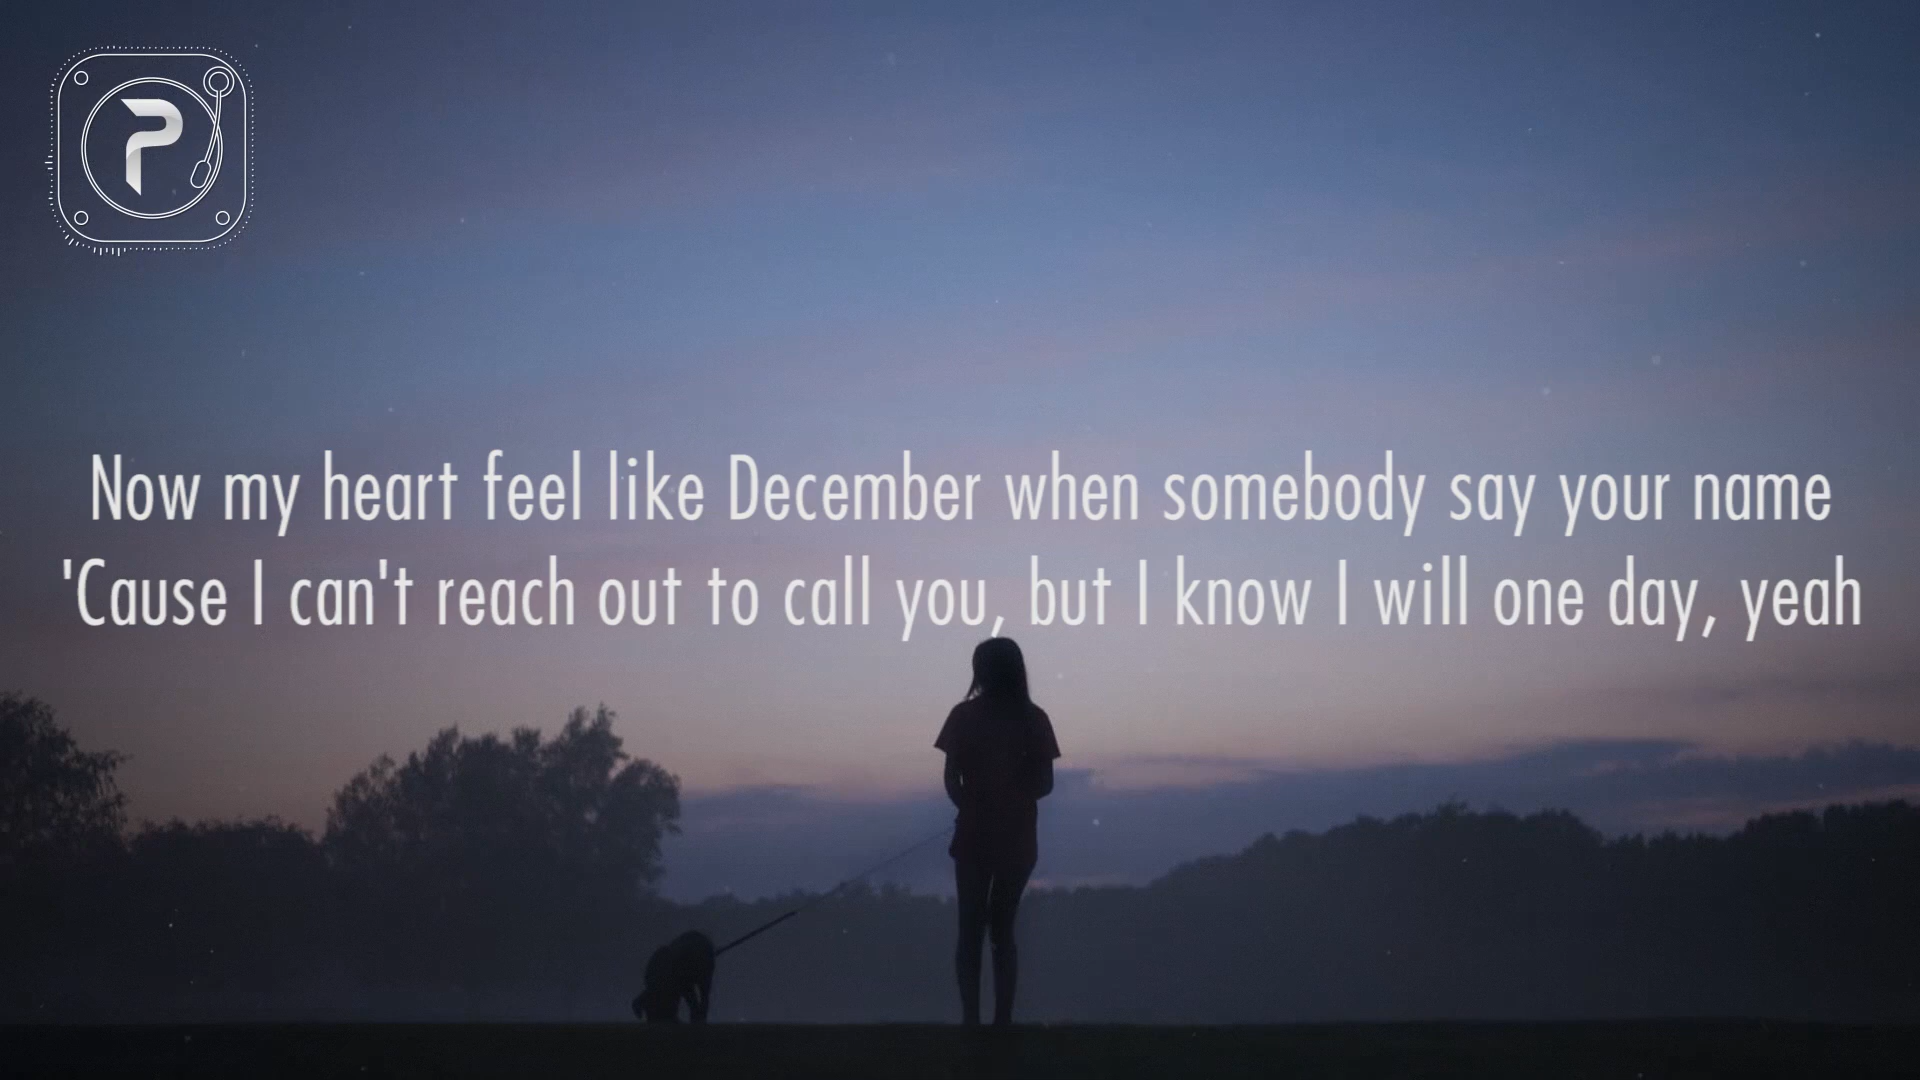 P
Now my heart feel like December when somebody say your name
'Cause I can't reach out to call you, but I know I will one day, yeah